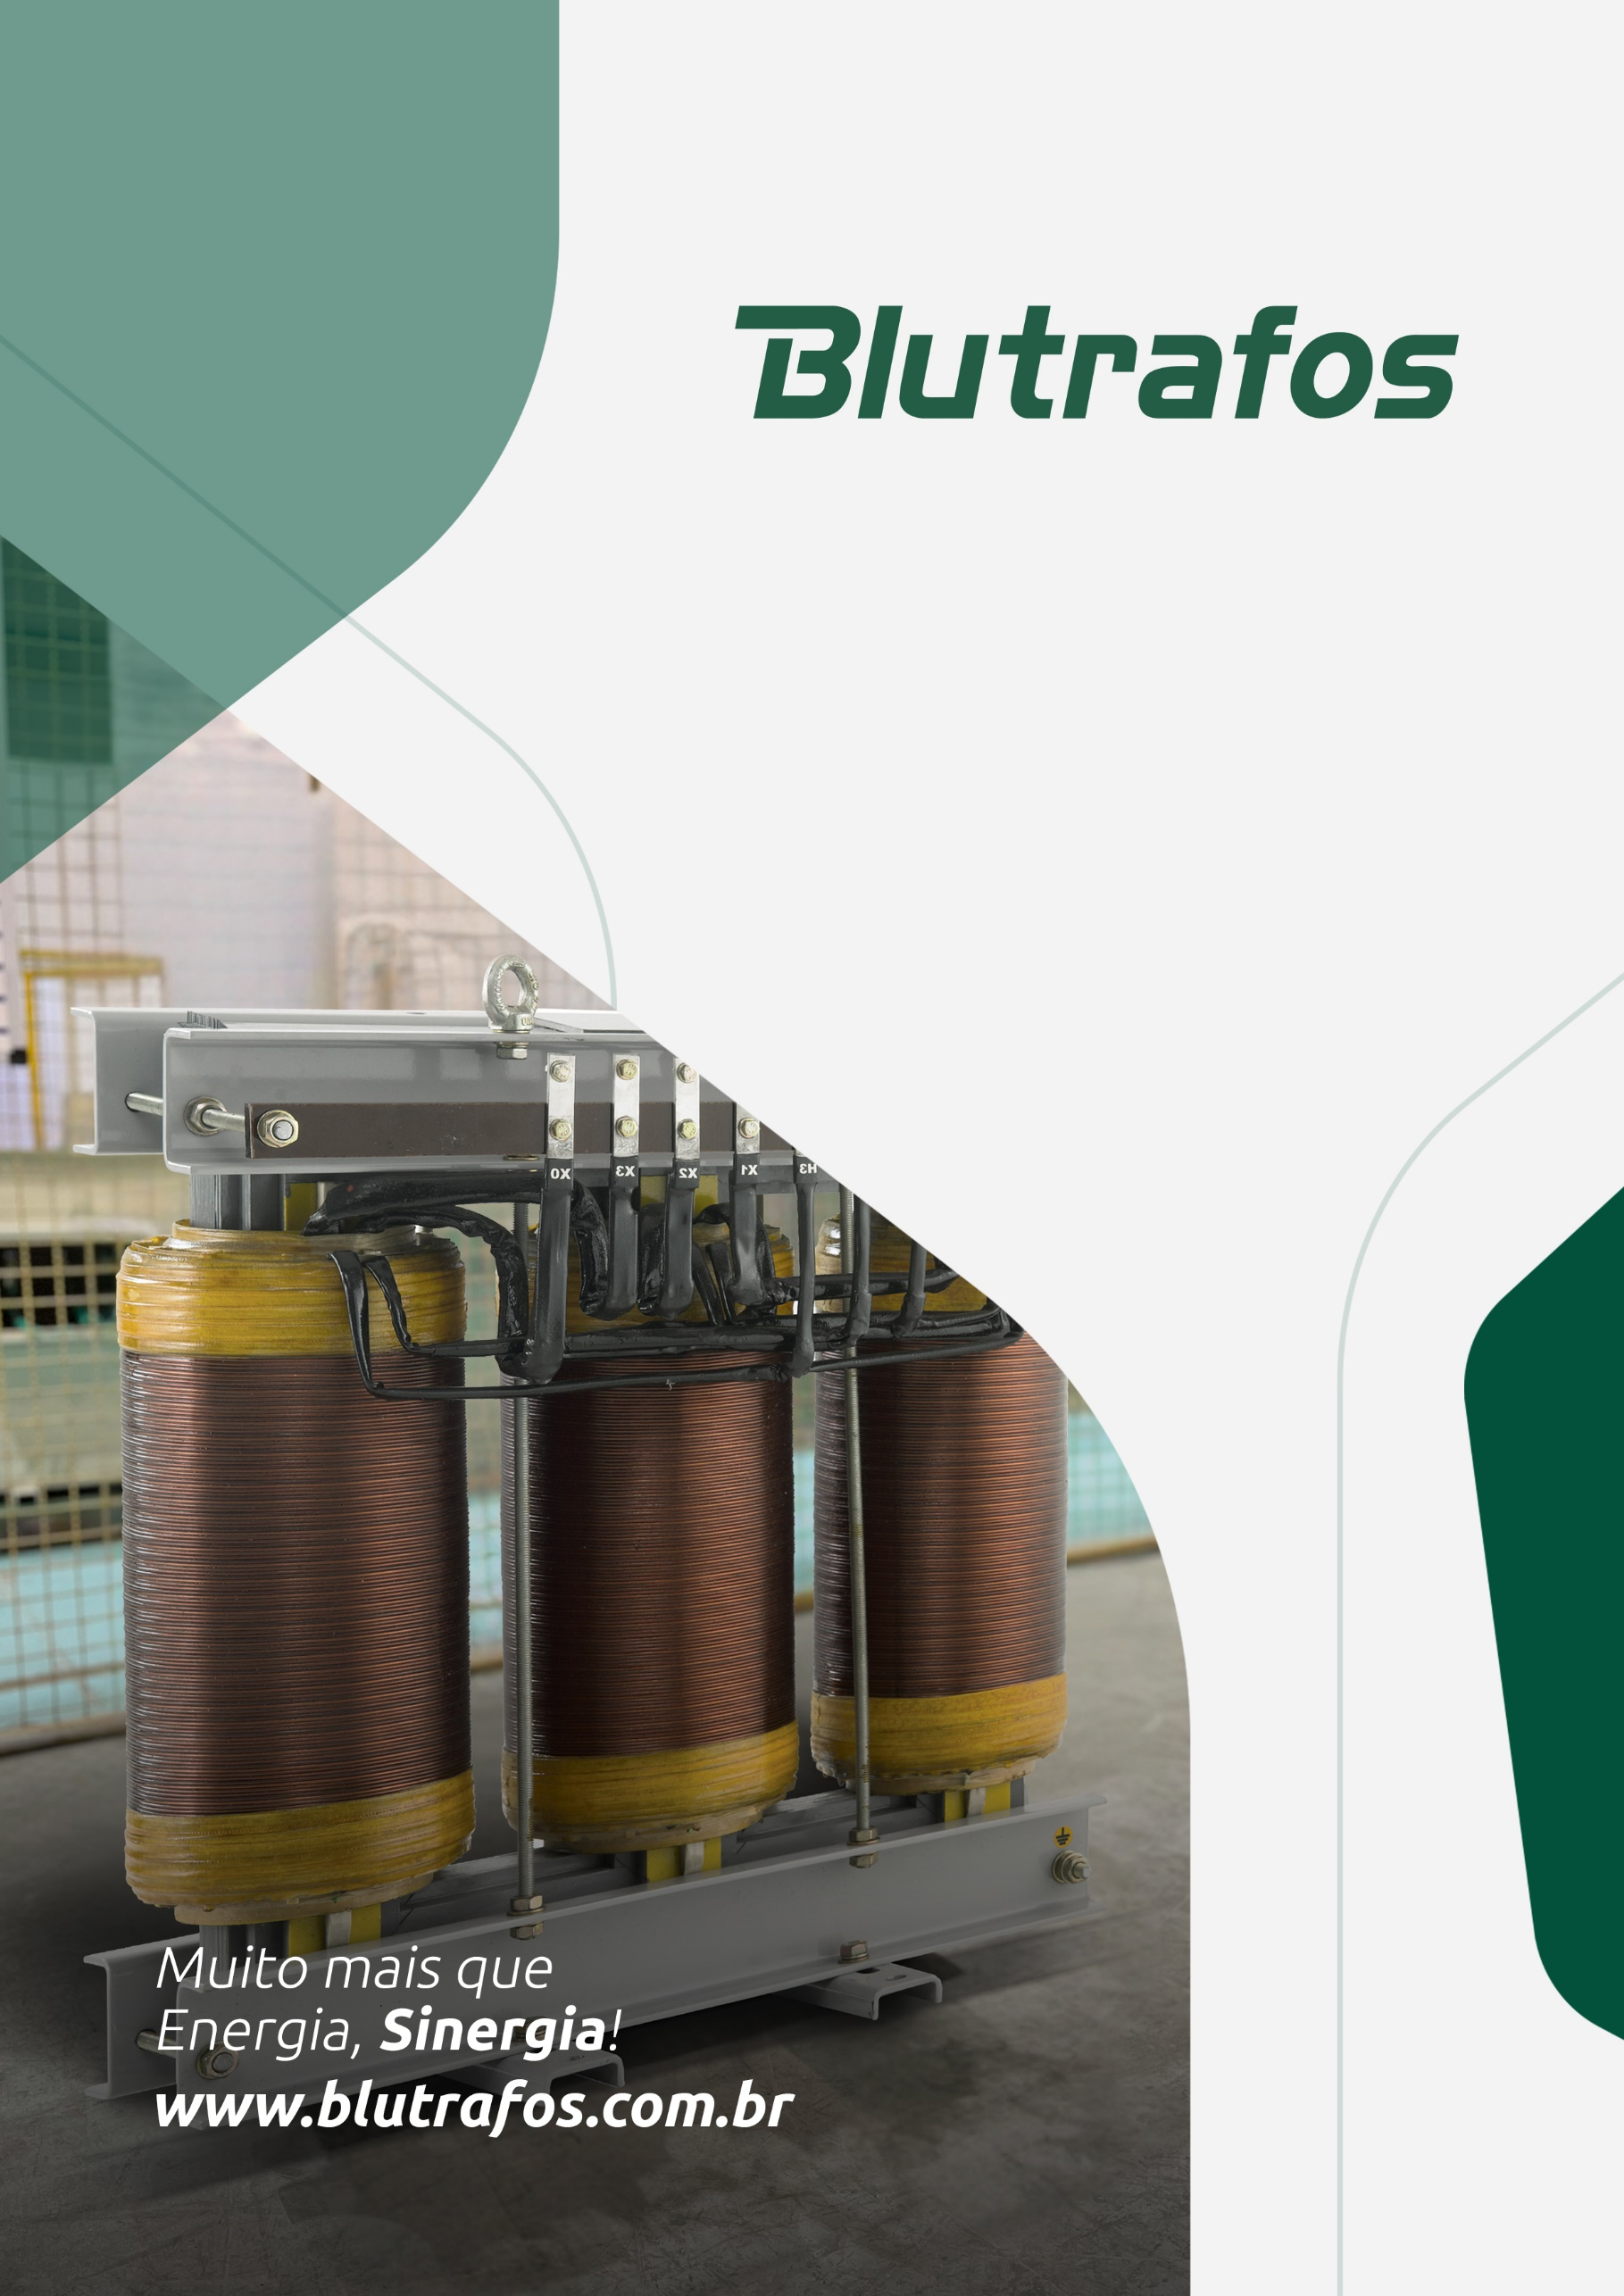 Blutrafos
X0 X3 X2 X1 H3
Muito mais que
Energia, Sinergia!
www.blutrafos.com.br